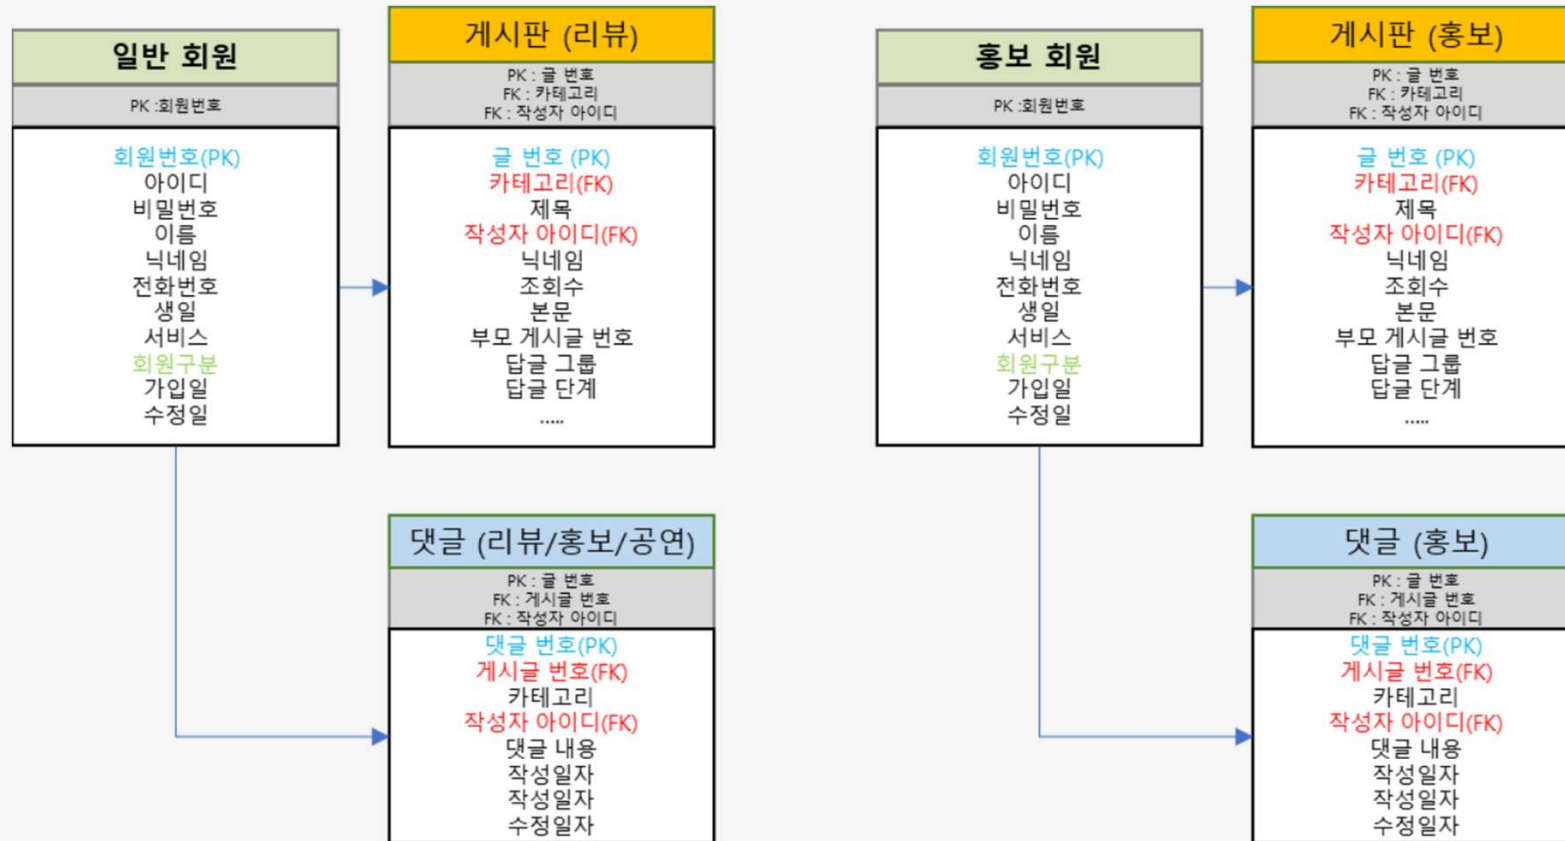 일반 회원
PK :회원번호
회원번호(PK)
아이디
비밀번호
이름
닉네임
전화번호
생일
서비스
회원구분
가입일
수정일
게시판 (리뷰)
PK : 글 번호
FK : 카테고리
FK : 작성자 아이디
글 번호 (PK)
카테고리(FK)
제목
작성자 아이디(FK)
닉네임
조회수
본문
부모 게시글 번호
답글 그룹
답글 단계
.....
댓글 (리뷰/홍보/공연)
PK : 글 번호
FK : 게시글 번호
FK : 작성자 아이디
댓글 번호(PK)
게시글 번호(FK)
카테고리
작성자 아이디(FK)
댓글 내용
작성일자
작성일자
수정일자
홍보 회원
PK :회원번호
회원번호(PK)
아이디
비밀번호
이름
닉네임
전화번호
생일
서비스
회원구분
가입일
수정일
게시판 (홍보)
PK : 글 번호
FK : 카테고리
FK : 작성자 아이디
글 번호 (PK)
카테고리(FK)
제목
작성자 아이디(FK)
닉네임
조회수
본문
부모 게시글 번호
답글 그룹
답글 단계
.....
댓글 (홍보)
PK : 글 번호
FK : 게시글 번호
FK : 작성자 아이디
댓글 번호(PK)
게시글 번호(FK)
카테고리
작성자 아이디(FK)
댓글 내용
작성일자
작성일자
수정일자